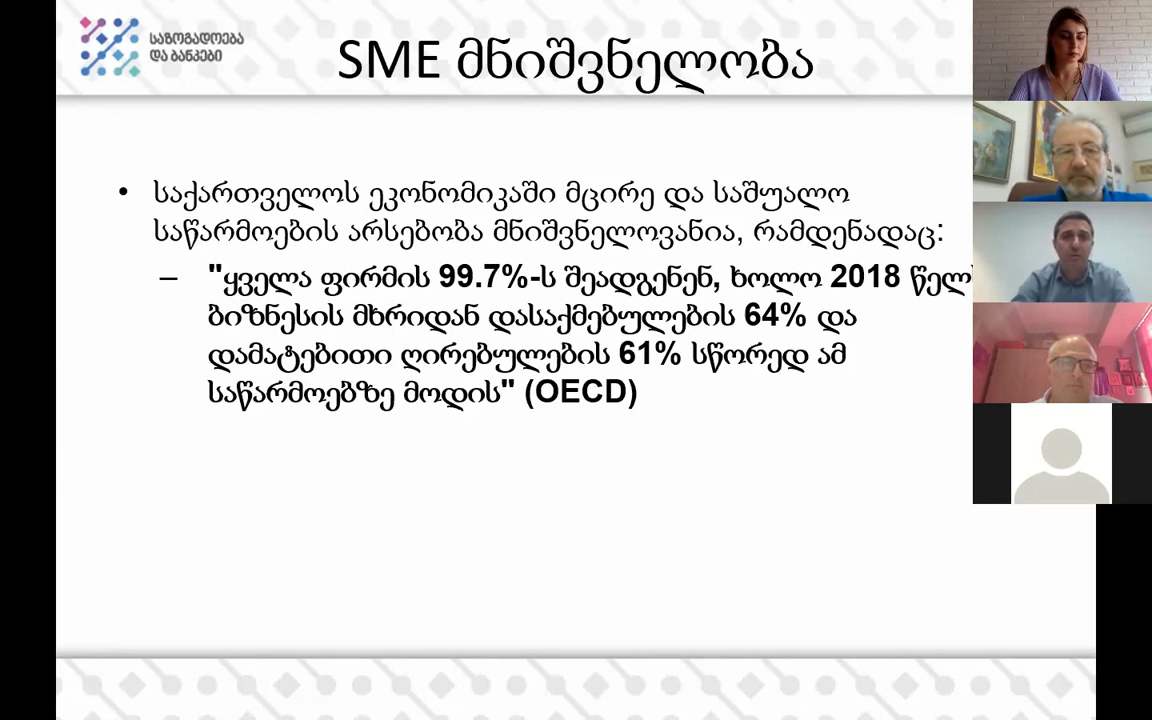 საზოგადოება
და ბანკები
SME მნიშვნელობა
• საქართველოს ეკონომიკაში მცირე და საშუალო
საწარმოების არსებობა მნიშვნელოვანია, რამდენადაც:
– "ყველა ფირმის 99.7%-ს შეადგენენ, ხოლო 2018
ბიზნესის მხრიდან დასაქმებულების 64% და
დამატებითი ღირებულების 61% სწორედ ამ
საწარმოებზე მოდის" (OECD)